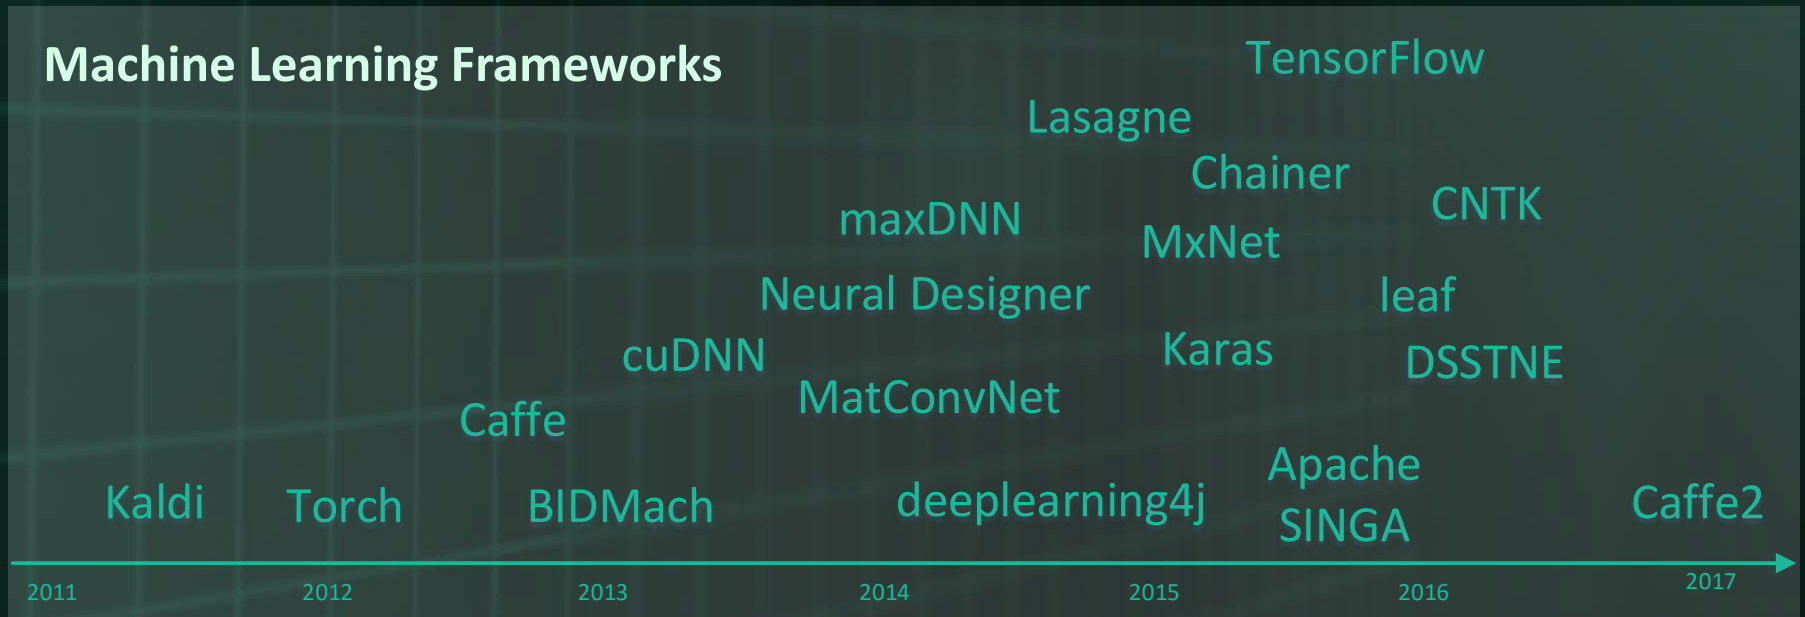 Machine Learning Frameworks
TensorFlow
Lasagne
Chainer
CNTK
maxDNN
MxNet
Neural Designer
leaf
cuDNN
Karas
DSSTNE
MatConvNet
Caffe
Apache
SINGA
Kaldi
Torch
BIDMach
deeplearning4j
Caffe2
2011
2012
2013
2014
2015
2016
2017